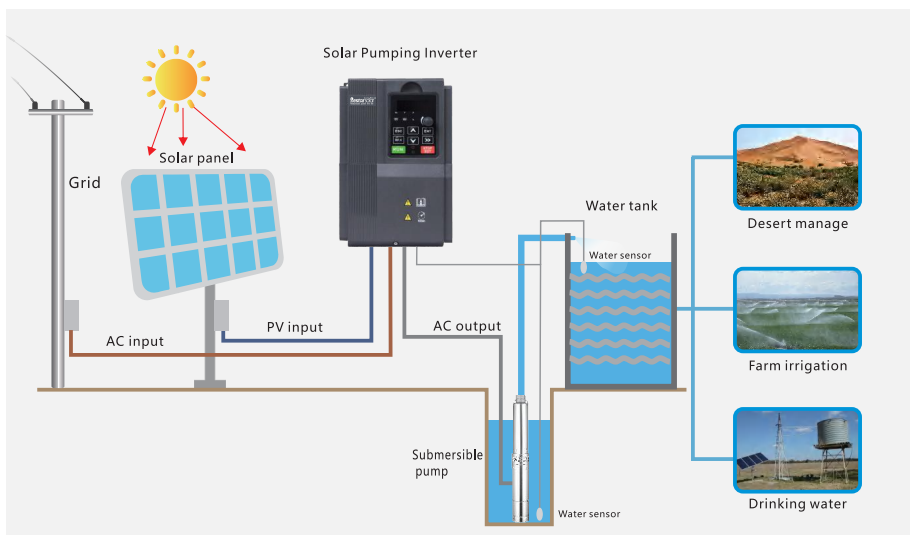 Solar Pumping Inverter
Solar panel
Grid
Water tank
Water sensor
Desert manage
AC input
PV input
AC output
Farm irrigation
Submersible
pump
Water sensor
Drinking water